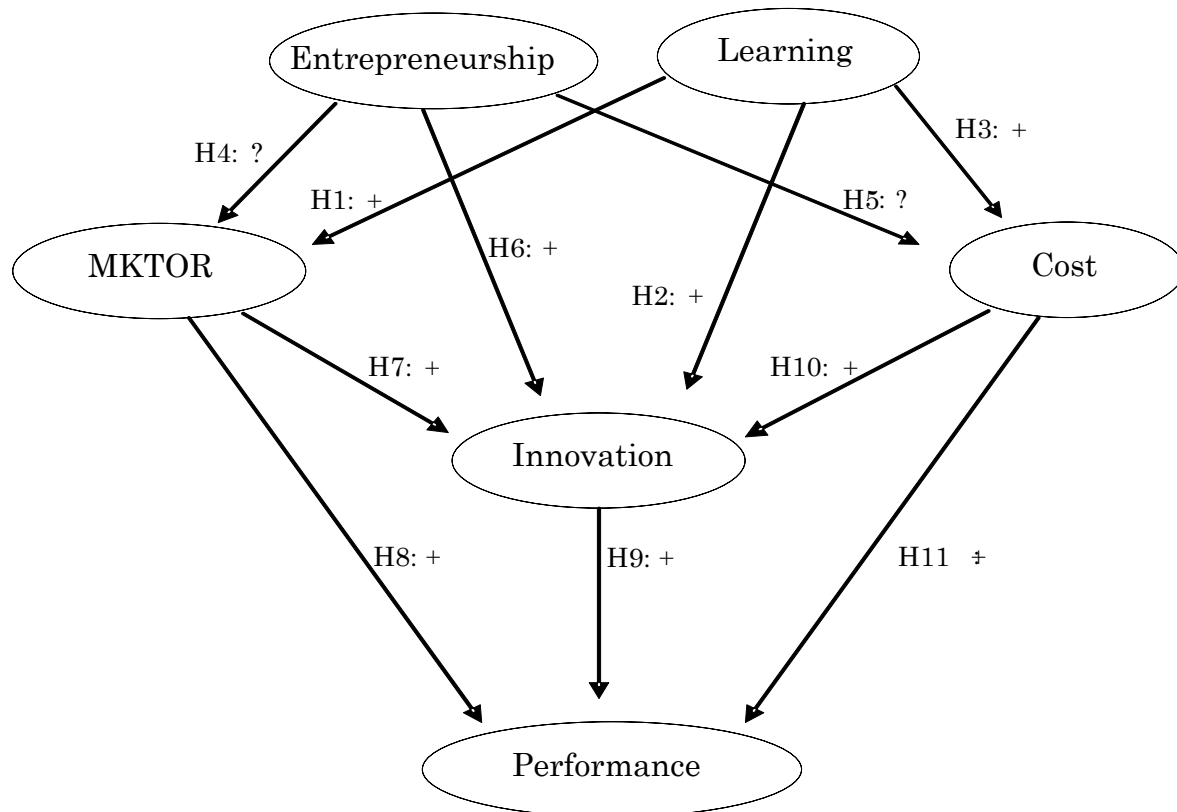 Entrepreneurship
Learning
H3: +
H4: ?
H1: +
H5: ?
MKTOR
H6: +
Cost
H2: +
H7: +
H10: +
Innovation
H8: +
H9: +
H11 +
Performance